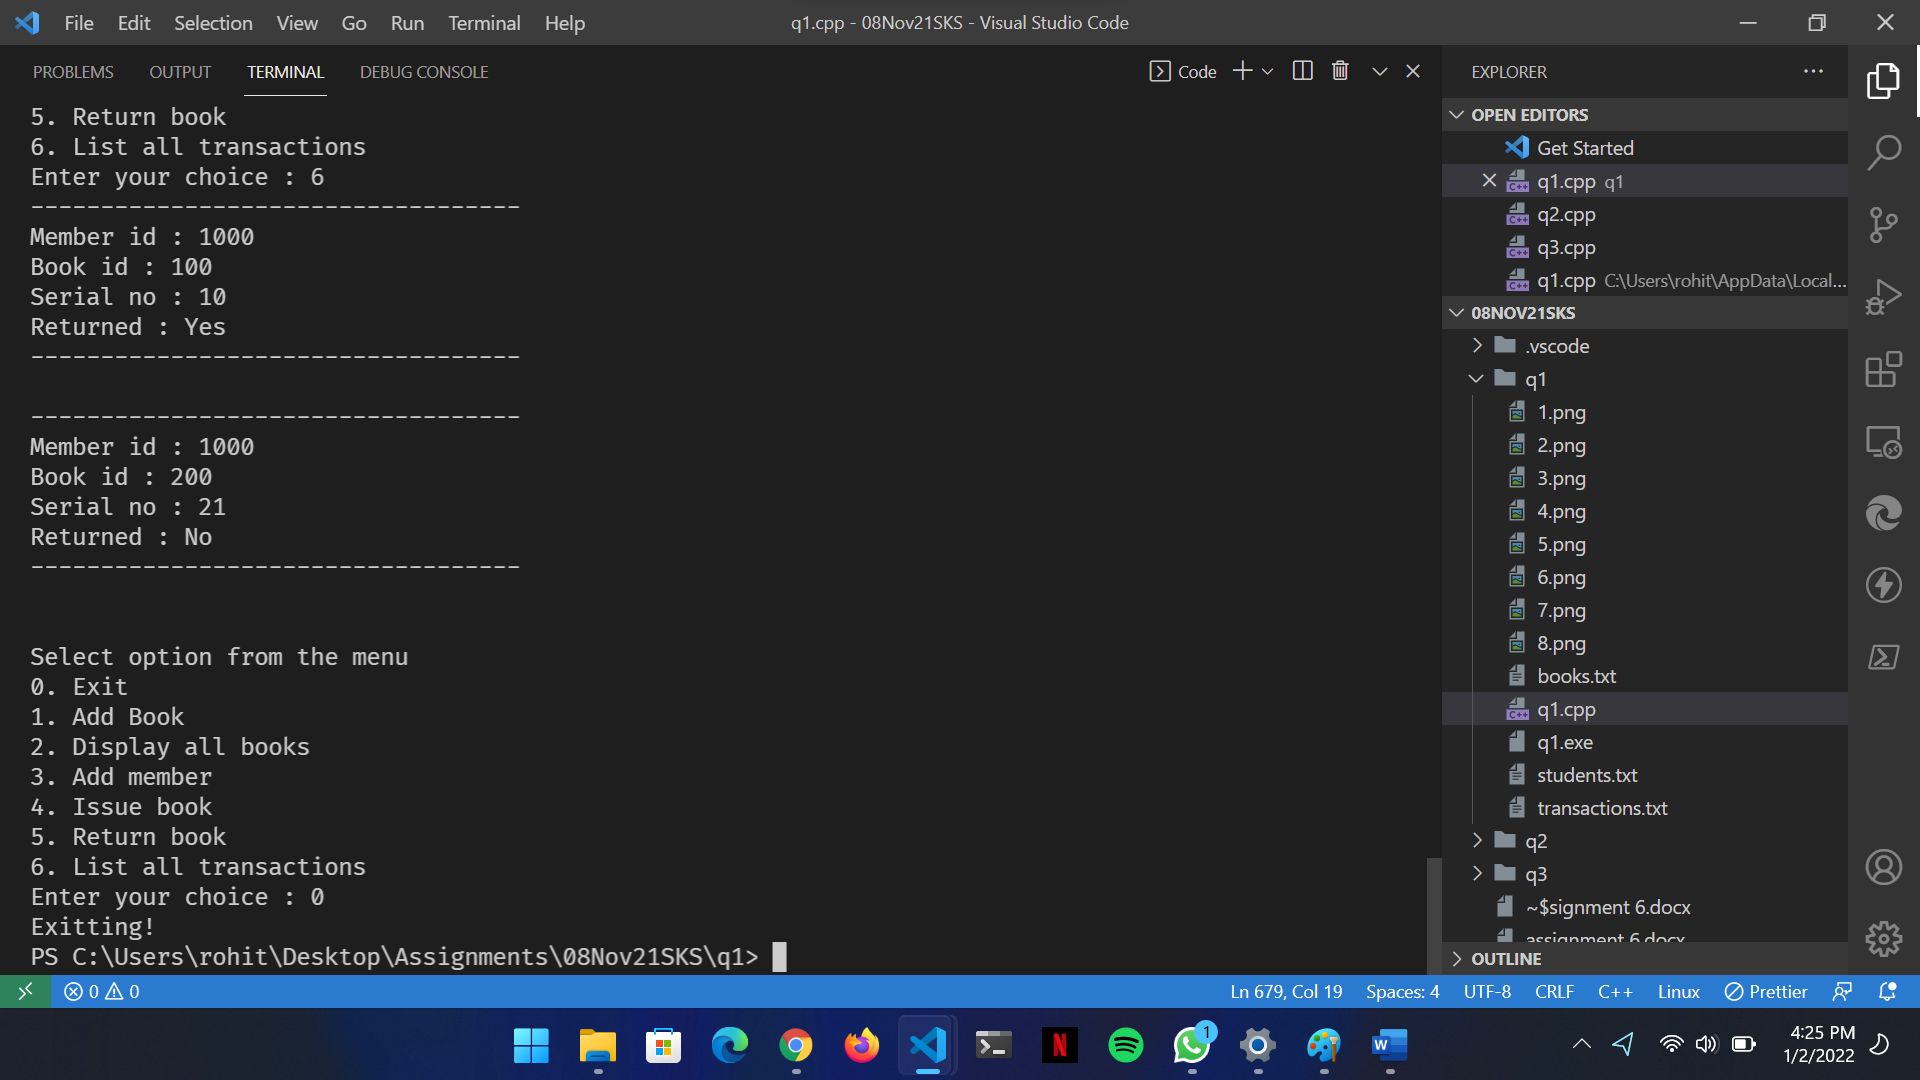 File Edit Selection View Go Run Terminal Help
q1.cpp - 08Nov21SKS - Visual Studio Code
PROBLEMS OUTPUT TERMINAL DEBUG CONSOLE
Code
5. Return book
6. List all transactions
Enter your choice : 6
-----------------------------------
Member id : 1000
Book id : 100
Serial no : 10
Returned : Yes
-----------------------------------
-----------------------------------
Member id : 1000
Book id : 200
Serial no : 21
Returned : No
-----------------------------------
Select option from the menu
0. Exit
1. Add Book
2. Display all books
3. Add member
4. Issue book
5. Return book
6. List all transactions
Enter your choice : 0
Exitting!
PS C:\Users\rohit\Desktop\Assignments\08Nov21SKS\q1>
EXPLORER
OPEN EDITORS
Get Started
q1.cpp q1
q2.cpp
q3.cpp
q1.cpp C:\Users\rohit\AppData\Local...
08NOV21SKS
.vscode
q1
1.png
2.png
3.png
4.png
5.png
6.png
7.png
8.png
books.txt
q1.cpp
q1.exe
students.txt
transactions.txt
q2
q3
~$signment 6.docx
assignment 6.docx
OUTLINE
0 0
Ln 679, Col 19 Spaces: 4 UTF-8 CRLF C++ Linux Prettier
1
4:25 PM
1/2/2022